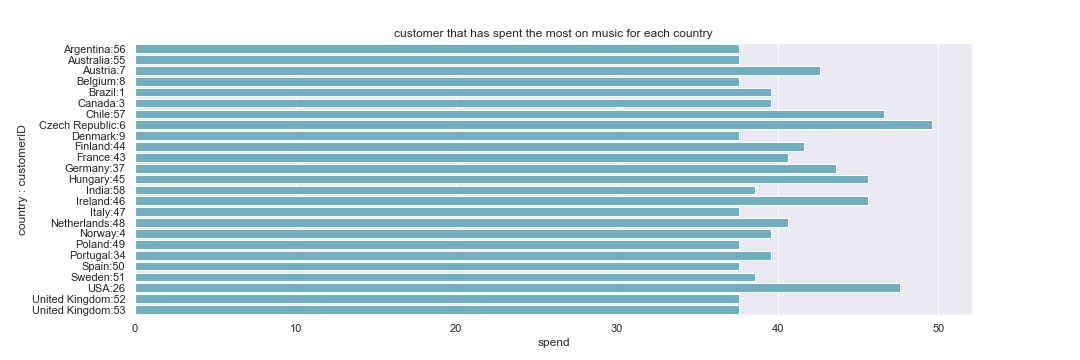 customer that has spent the most on music for each country
country : customerID
Argentina:56
Australia:55
Austria:7
Belgium:8
Brazil:1
Canada:3
Chile:57
Czech Republic:6
Denmark:9
Finland:44
France:43
Germany:37
Hungary:45
India:58
Ireland:46
Italy:47
Netherlands:48
Norway:4
Poland:49
Portugal:34
Spain:50
Sweden:51
USA:26
United Kingdom:52
United Kingdom:53
0 10 20 30 40 50
spend